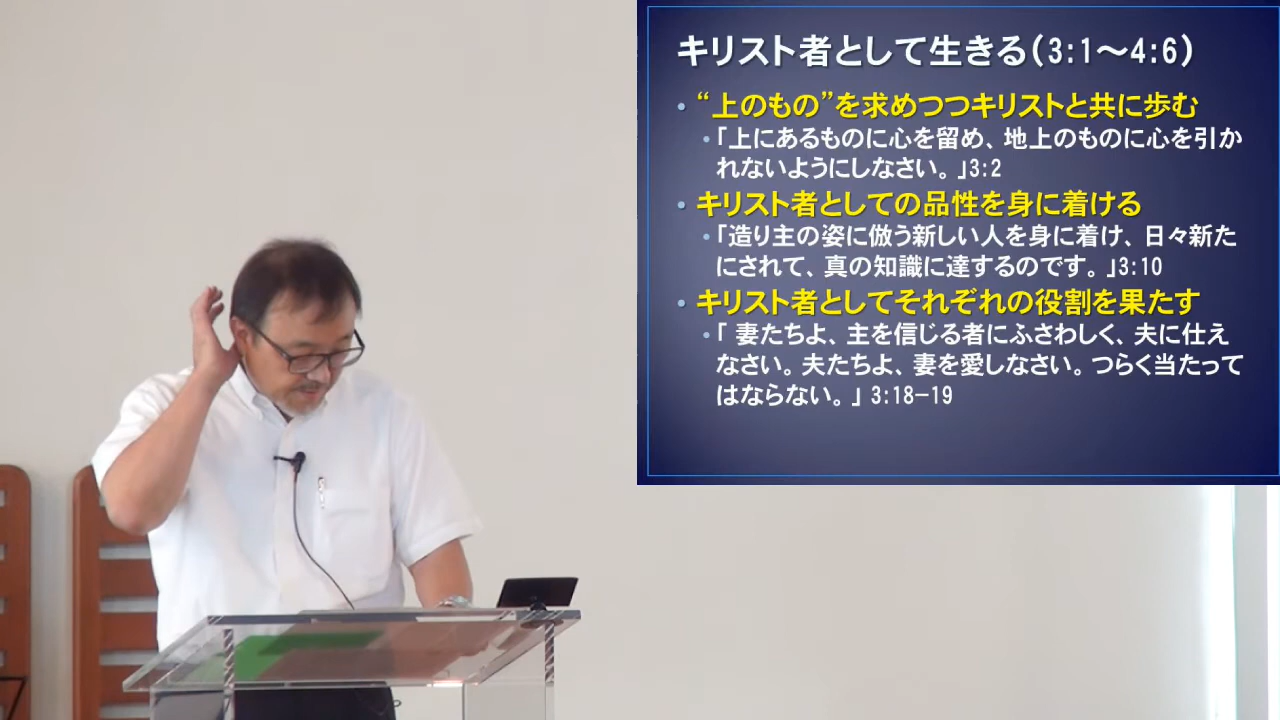 キリスト者として生きる（3:1～4:6）
・“上のもの”を求めつつキリストと共に歩む
・「上にあるものに心を留め、地上のものに心を引か
れないようにしなさい。」3:2
・キリスト者としての品性を身に着ける
・「造り主の姿に倣う新しい人を身に着け、日々新た
にされて、真の知識に達するのです。」3:10
・キリスト者としてそれぞれの役割を果たす
・「 妻たちよ、主を信じる者にふさわしく、夫に仕え
なさい。夫たちよ、妻を愛しなさい。つらく当たって
はならない。」 3:18-19